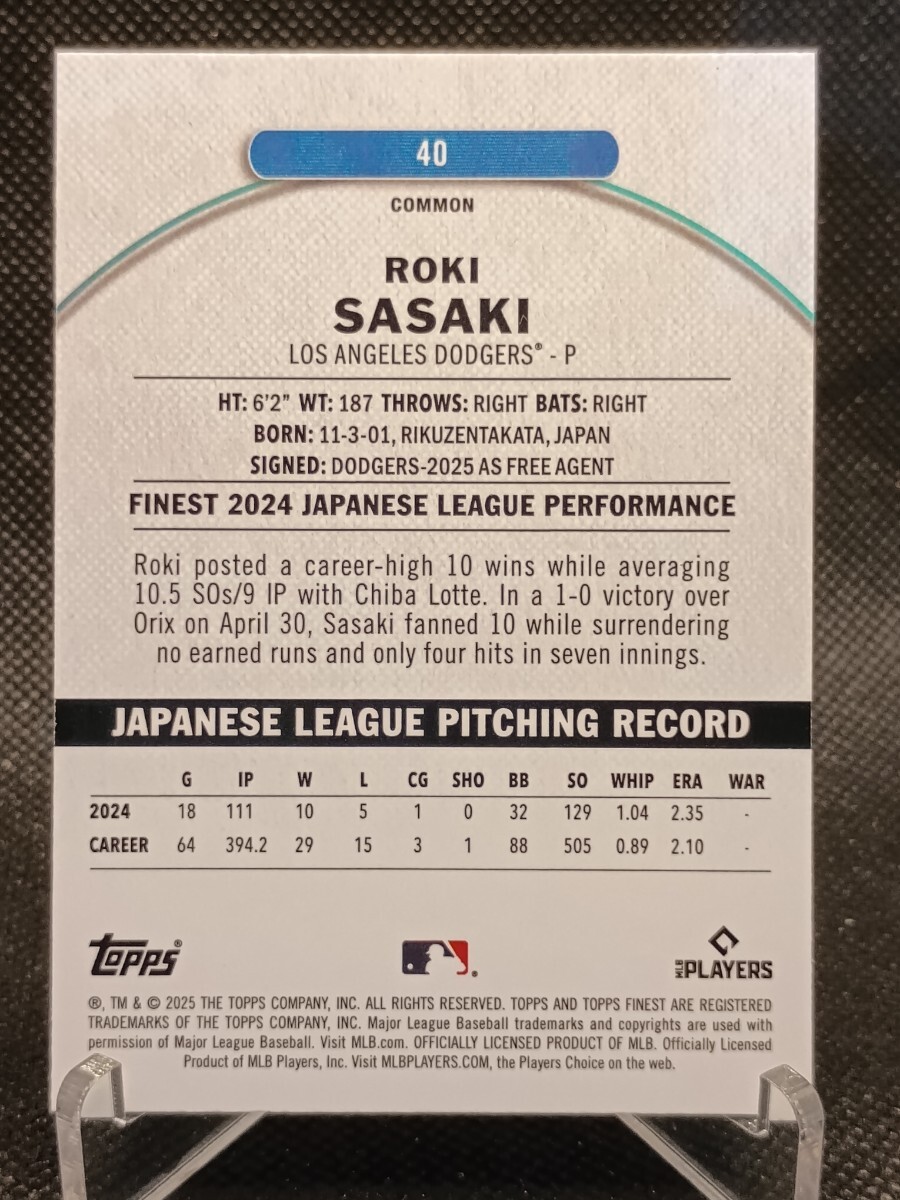 40
COMMON
ROKI
SASAKI
LOS ANGELES DODGERS® - P
HT: 6'2" WT: 187 THROWS: RIGHT BATS: RIGHT
BORN: 11-3-01, RIKUZENTAKATA, JAPAN
SIGNED: DODGERS-2025 AS FREE AGENT
FINEST 2024 JAPANESE LEAGUE PERFORMANCE
Roki posted a career-high 10 wins while averaging
10.5 SOs/9 IP with Chiba Lotte. In a 1-0 victory over
Orix on April 30, Sasaki fanned 10 while surrendering
no earned runs and only four hits in seven innings.
JAPANESE LEAGUE PITCHING RECORD
G IP W L CG SHO BB SO WHIP ERA WAR
2024 18 111 10 5 1 0 32 129 1.04 2.35 -
CAREER 64 394.2 29 15 3 1 88 505 0.89 2.10 -
Topps® ® MLB PLAYERS
®, TM & © 2025 THE TOPPS COMPANY, INC. ALL RIGHTS RESERVED. TOPPS AND TOPPS FINEST ARE REGISTERED
TRADEMARKS OF THE TOPPS COMPANY, INC. Major League Baseball trademarks and copyrights are used with
permission of Major League Baseball. Visit MLB.com. OFFICIALLY LICENSED PRODUCT OF MLB. Officially Licensed
Product of MLB Players, Inc. Visit MLBPLAYERS.COM, the Players Choice on the web.